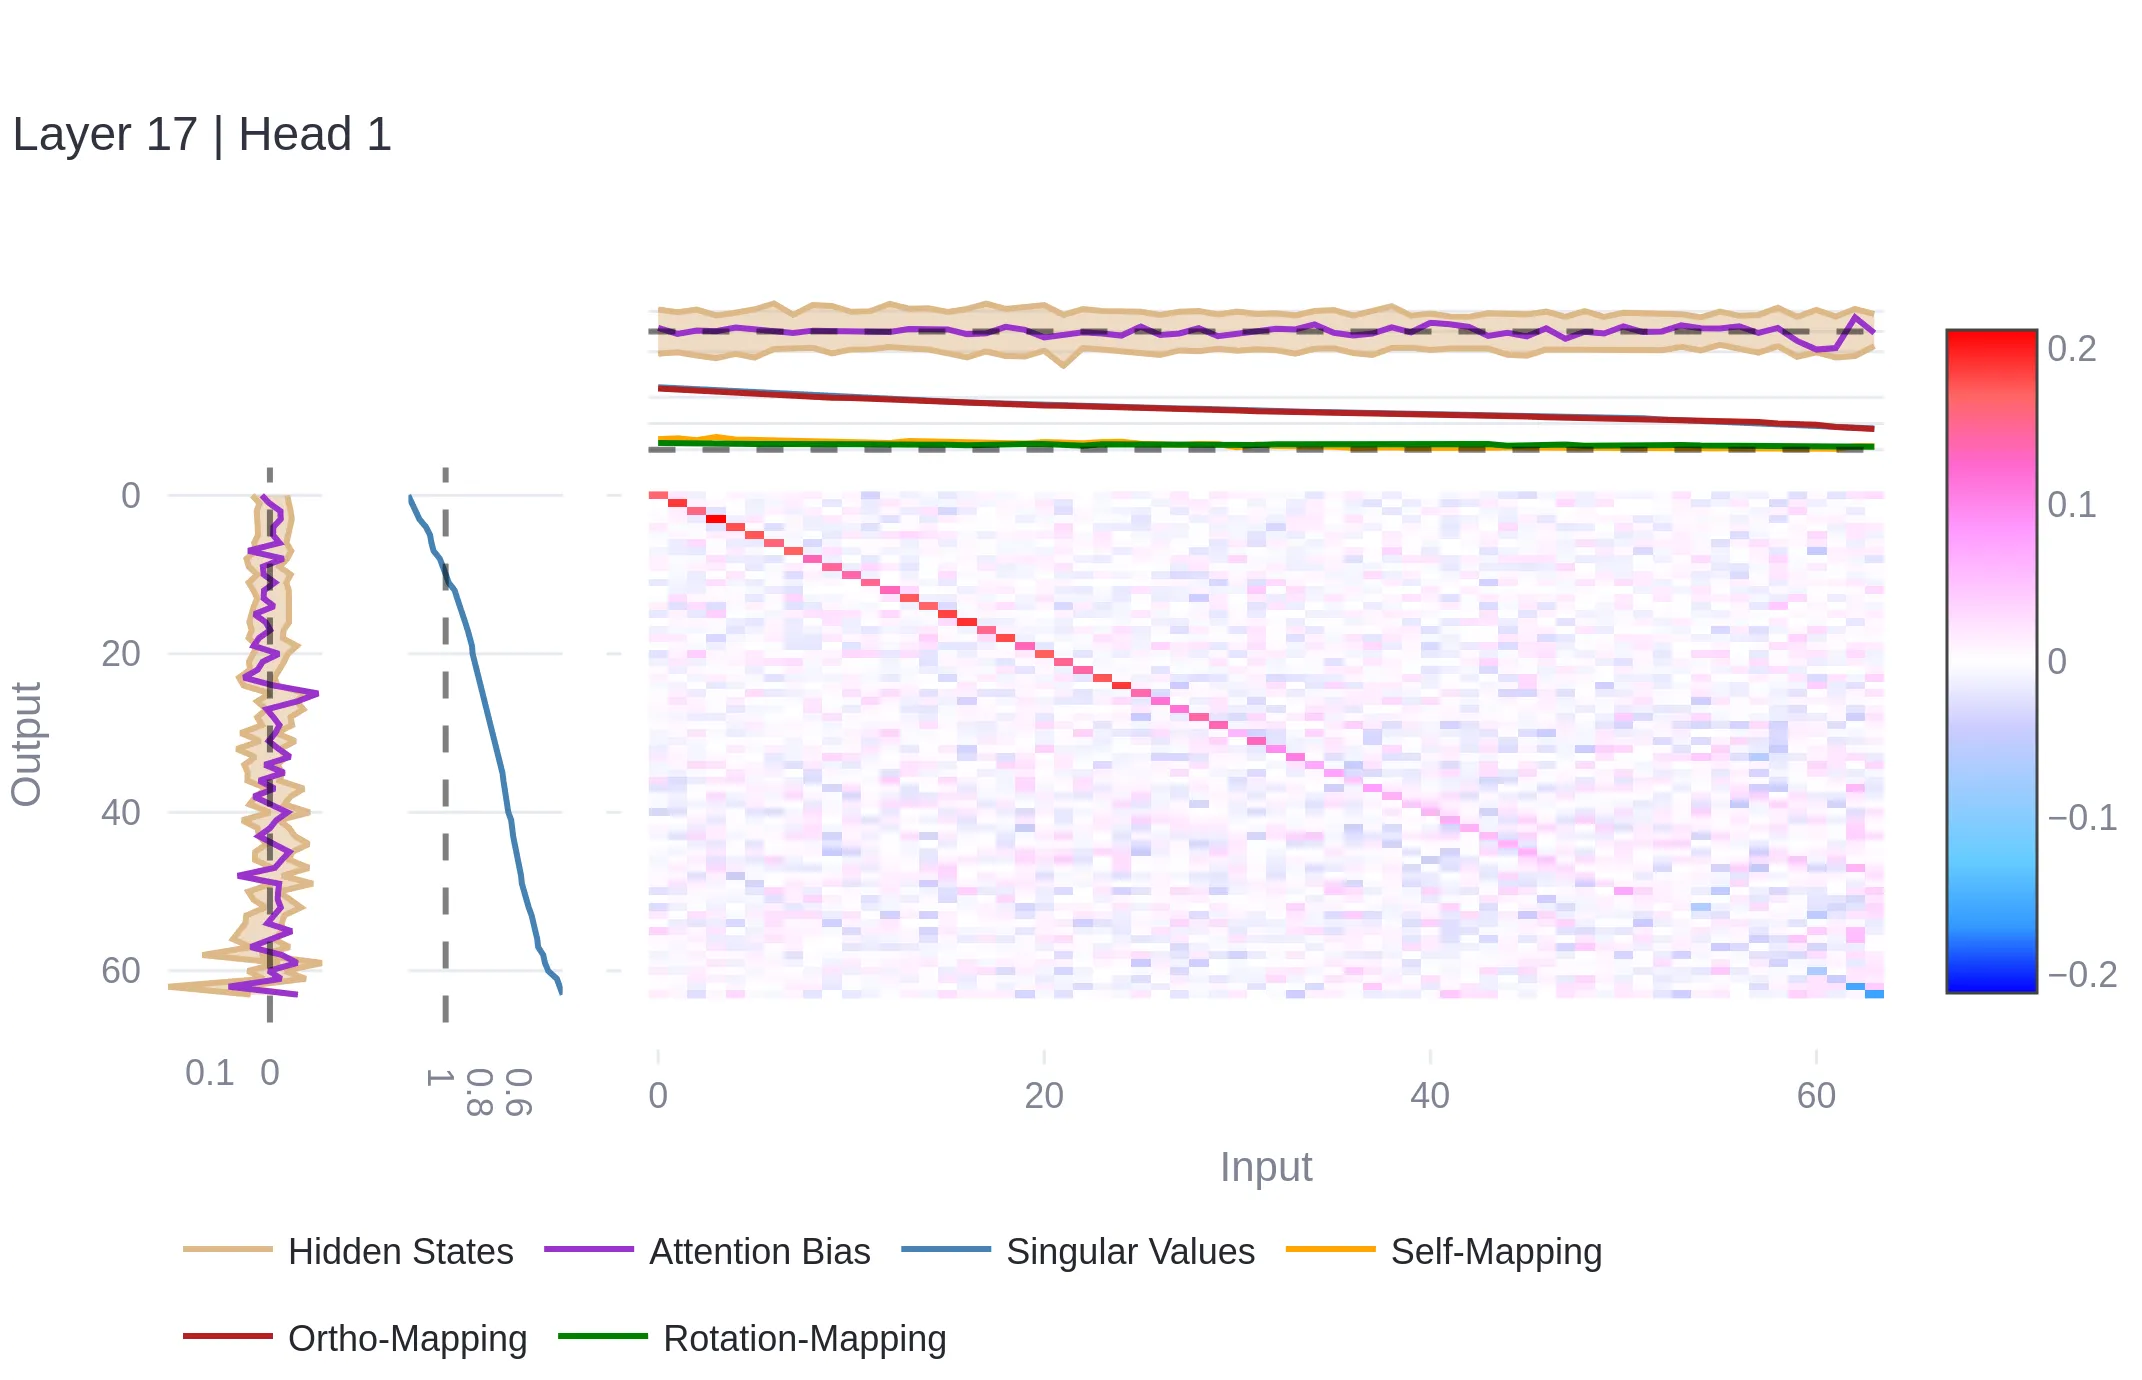 Layer 17 | Head 1
0.2
0.1
0
−0.1
−0.2
Output
0
20
40
60
0.1 0
1
0.8
0.6
0 20 40 60
Input
Hidden States Attention Bias Singular Values Self-Mapping
Ortho-Mapping Rotation-Mapping